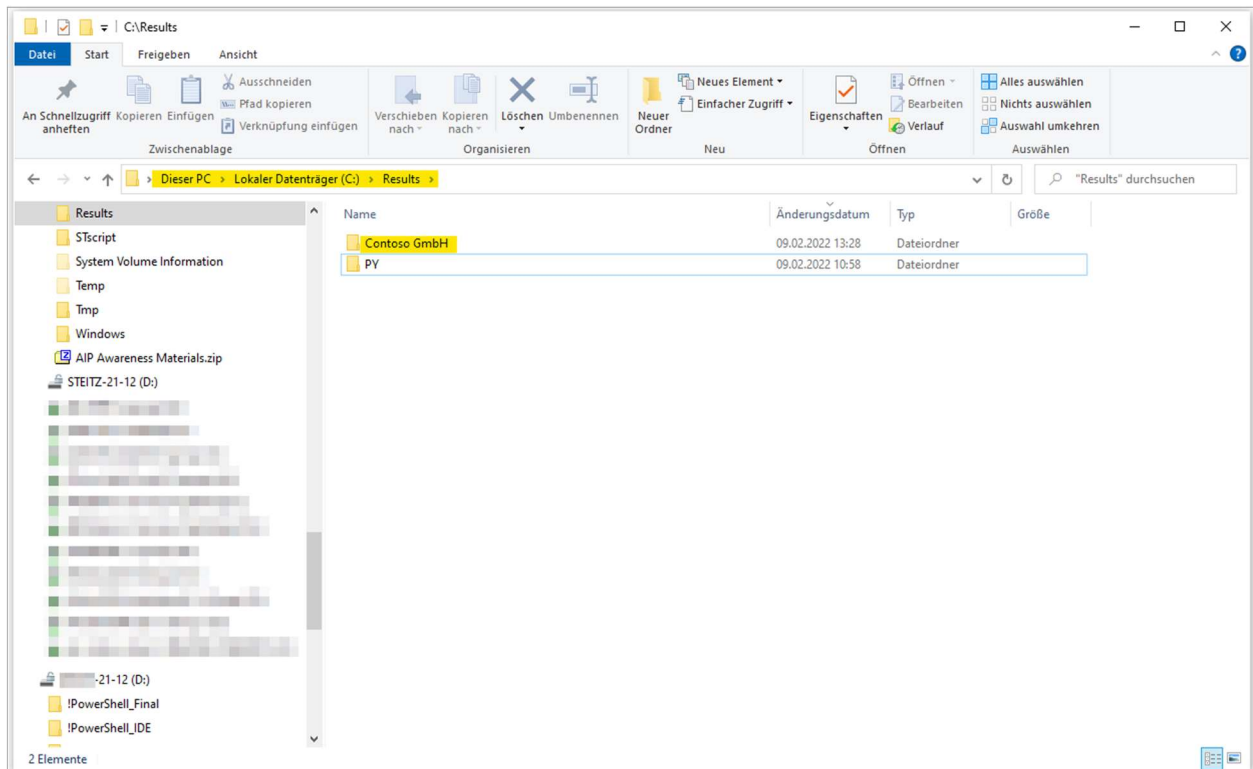 C:\Results
Datei Start Freigeben Ansicht
An Schnellzugriff anheften
Kopieren
Einfügen
Ausschneiden
Pfad kopieren
Verknüpfung einfügen
Zwischenablage
Verschieben nach
Kopieren nach
Löschen
Umbenennen
Organisieren
Neuer Ordner
Neues Element
Einfacher Zugriff
Neu
Eigenschaften
Öffnen
Bearbeiten
Verlauf
Öffnen
Alles auswählen
Nichts auswählen
Auswahl umkehren
Auswählen
Dieser PC > Lokaler Datenträger (C:) > Results >
"Results" durchsuchen
Results
STscript
System Volume Information
Temp
Tmp
Windows
AIP Awareness Materials.zip
STEITZ-21-12 (D:)
-21-12 (D:)
!PowerShell_Final
!PowerShell_IDE
Name Änderungsdatum Typ Größe
Contoso GmbH 09.02.2022 13:28 Dateiordner
PY 09.02.2022 10:58 Dateiordner
2 Elemente